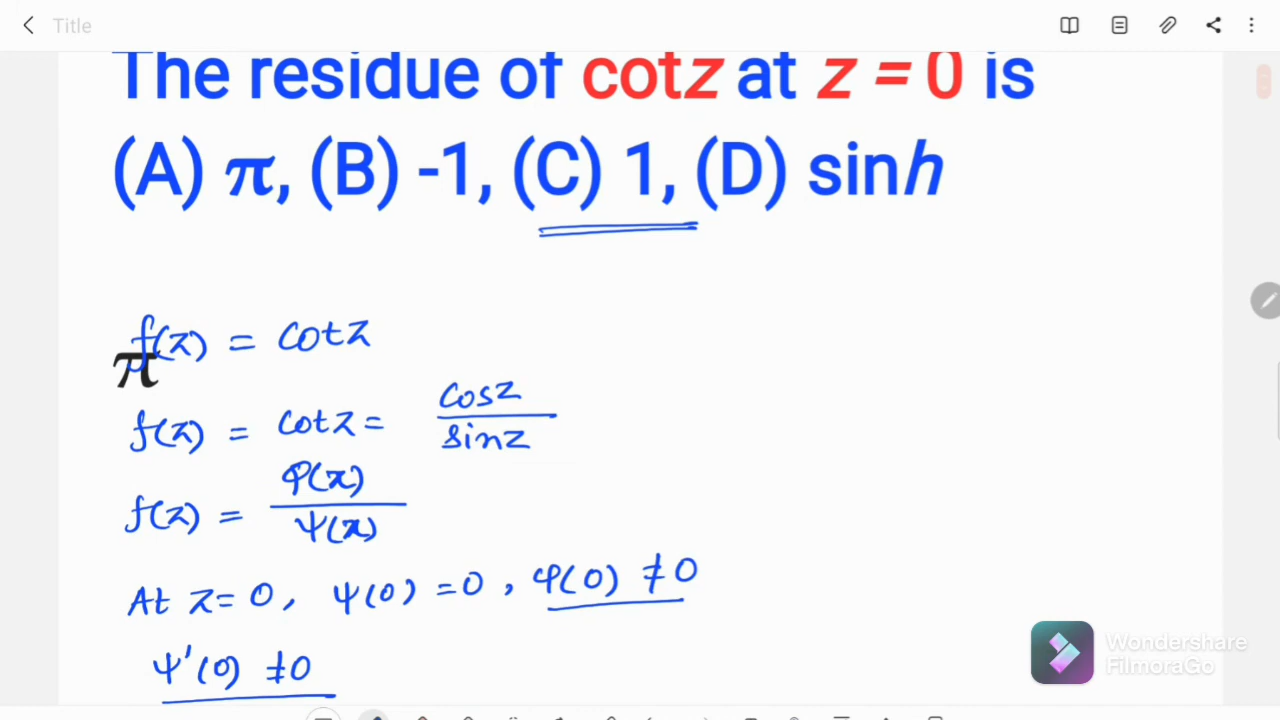 Title
The residue of cotz at z = 0 is
(A) π, (B) -1, (C) 1, (D) sinh
f(z) = cotz
π
f(z) = cotz = cosz/sinz
f(z) = φ(x)/ψ(x)
At z=0, ψ(0) =0, φ(0) ≠0
ψ'(0) ≠0
Wondershare
FilmoraGo